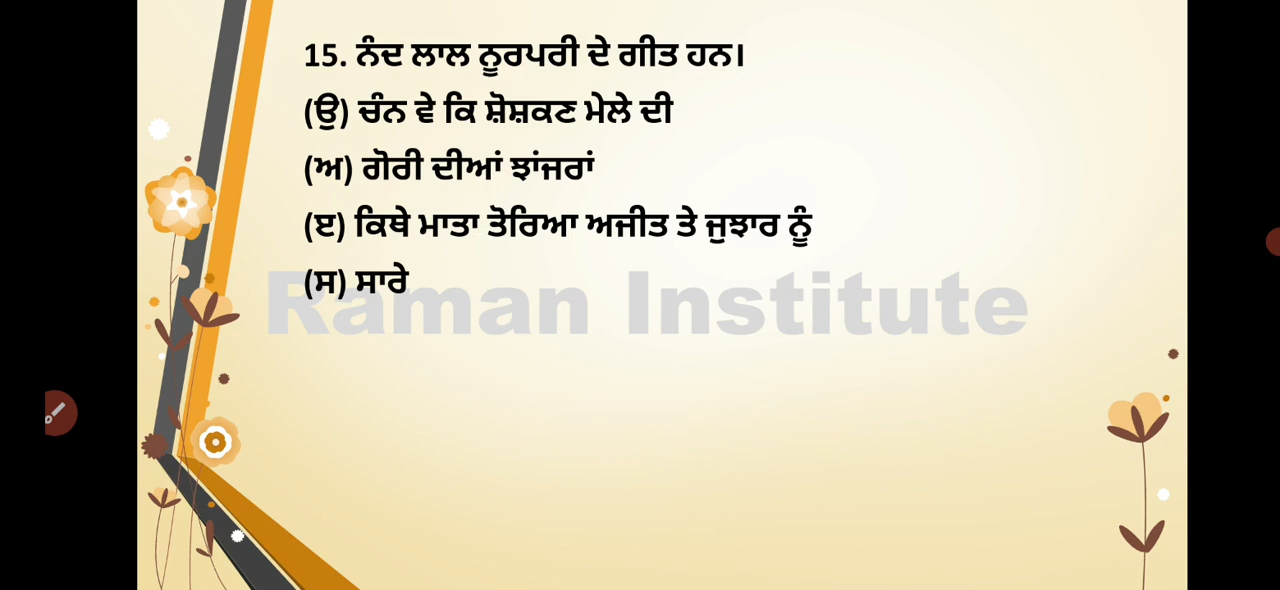 15. ਨੰਦ ਲਾਲ ਨੂਰਪਰੀ ਦੇ ਗੀਤ ਹਨ।
(ਉ) ਚੰਨ ਵੇ ਕਿ ਸ਼ੋਸ਼ਕਣ ਮੇਲੇ ਦੀ
(ਅ) ਗੋਰੀ ਦੀਆਂ ਝਾਂਜਰਾਂ
(ੲ) ਕਿਥੇ ਮਾਤਾ ਤੋਰਿਆ ਅਜੀਤ ਤੇ ਜੁਝਾਰ ਨੂੰ
(ਸ) ਸਾਰੇ
Raman Institute